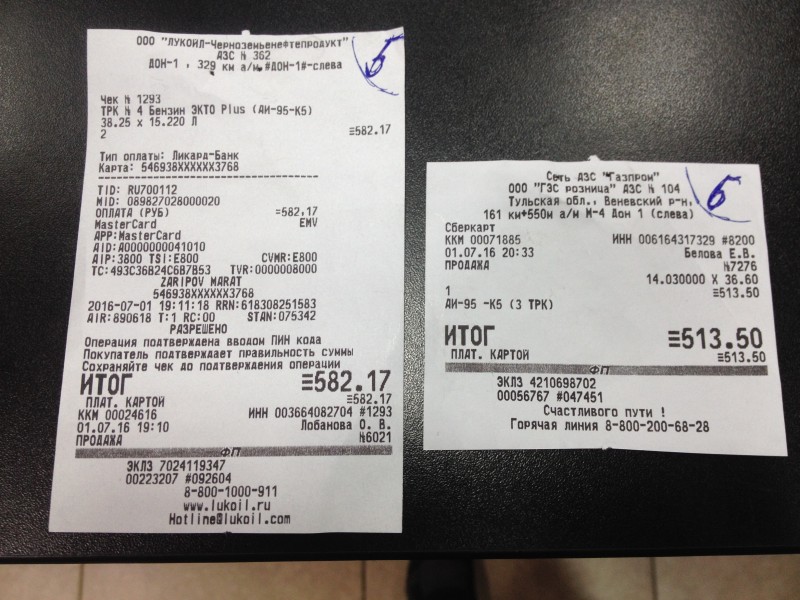 ООО "ЛУКОЙЛ-Черноземьенефтепродукт"
АЗС № 362
ДОН-1 , 329 км а/м #ДОН-1#-слева
б
Чек № 1293
ТРК № 4 Бензин ЭКТО Plus (АИ-95-К5)
38.25 x 15.220 Л
2 ≡582.17
Тип оплаты: Ликард-Банк
Карта: 546938XXXXXX3768
TID: RU700112
MID: 089827028000020
ОПЛАТА (РУБ) =582,17
MasterCard EMV
APP:MasterCard
AID:A0000000041010
AIP:3800 TSI:E800 CVMR:E800
TC:493C36824C6B7B53 TVR:0000008000
ZARIPOV MARAT
546938XXXXXX3768
2016-07-01 19:11:18 RRN:618308251583
AIR:890618 T:1 RC:00 STAN:075342
РАЗРЕШЕНО
Операция подтверждена вводом ПИН кода
Покупатель подтверждает правильность суммы
Сохраняйте чек до подтверждения операции
ИТОГ ≡582.17
ПЛАТ. КАРТОЙ ≡582.17
ККМ 00024616 ИНН 003664082704 #1293
01.07.16 19:10 Лобанова О. В.
ПРОДАЖА №6021
ФП
ЭКЛЗ 7024119347
00223207 #092604
8-800-1000-911
www.lukoil.ru
Hotline@lukoil.com
Сеть АЗС "Газпром"
ООО "ГЭС розница" АЗС № 104
Тульская обл., Веневский р-н,
161 км+550м а/м М-4 Дон 1 (слева)
б
Сберкарт
ККМ 00071885 ИНН 006164317329 #8200
01.07.16 20:33 Белова Е.В.
ПРОДАЖА №7276
14.030000 X 36.60
1 ≡513.50
АИ-95 -К5 (3 ТРК)
ИТОГ ≡513.50
ПЛАТ. КАРТОЙ ≡513.50
ФП
ЭКЛЗ 4210698702
00056767 #047451
Счастливого пути !
Горячая линия 8-800-200-68-28